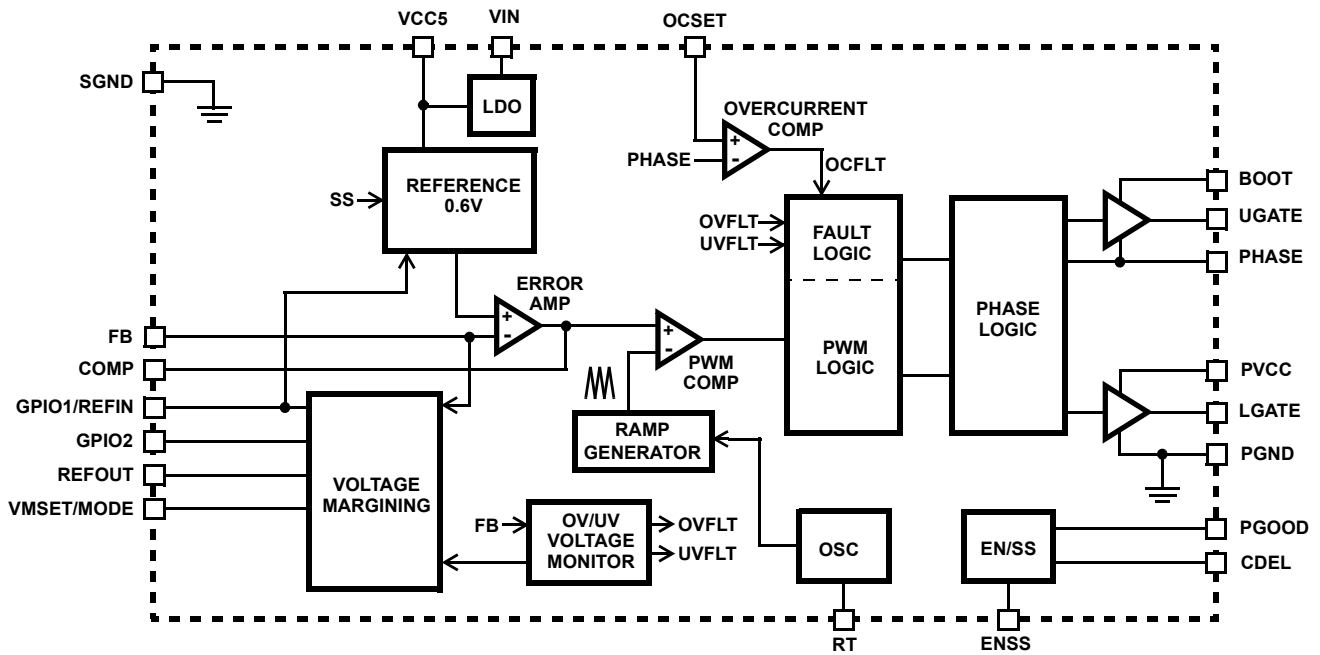 VCC5
VIN
OCSET
SGND
LDO
OVERCURRENT
COMP
+
-
PHASE
OCFLT
REFERENCE
0.6V
SS
OVFLT
UVFLT
FAULT
LOGIC
BOOT
UGATE
PHASE
ERROR
AMP
+
-
FB
COMP
GPIO1/REFIN
GPIO2
REFOUT
VMSET/MODE
+
-
PWM
COMP
PWM
LOGIC
PHASE
LOGIC
PVCC
LGATE
PGND
RAMP
GENERATOR
VOLTAGE
MARGINING
FB
OV/UV
VOLTAGE
MONITOR
OVFLT
UVFLT
OSC
EN/SS
PGOOD
CDEL
RT
ENSS